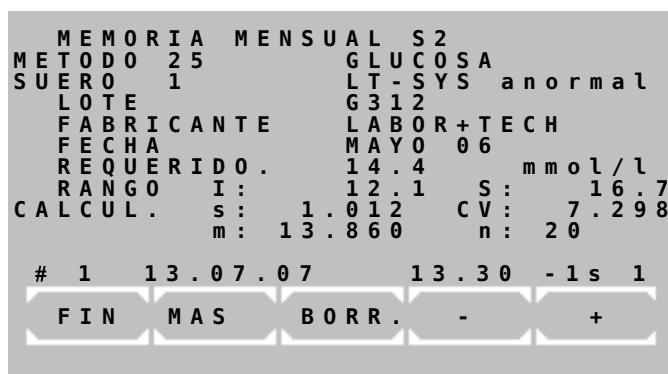 MEMORIA MENSUAL S2
METODO 25 GLUCOSA
SUERO 1 LT-SYS anormal
LOTE G312
FABRICANTE LABOR+TECH
FECHA MAYO 06
REQUERIDO. 14.4 mmol/l
RANGO I: 12.1 S: 16.7
CALCUL. s: 1.012 CV: 7.298
m: 13.860 n: 20
# 1 13.07.07 13.30 -1s 1
FIN MAS BORR. - +